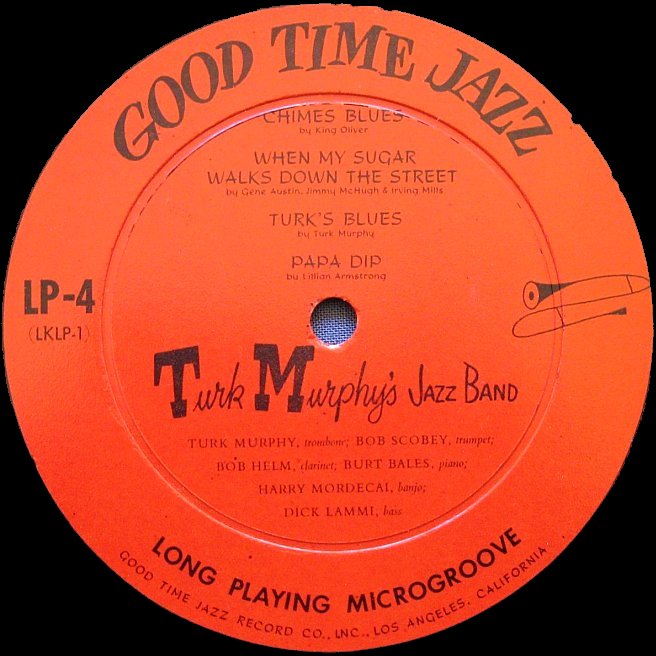 GOOD TIME JAZZ
CHIMES BLUES
by King Oliver
WHEN MY SUGAR
WALKS DOWN THE STREET
by Gene Austin, Jimmy McHugh & Irving Mills
TURK'S BLUES
by Turk Murphy
PAPA DIP
by Lillian Armstrong
LP-4
(LKLP-1)
Turk Murphy's JAZZ BAND
TURK MURPHY, trombone; BOB SCOBEY, trumpet;
BOB HELM, clarinet; BURT BALES, piano;
HARRY MORDECAI, banjo;
DICK LAMMI, bass
LONG PLAYING MICROGROOVE
GOOD TIME JAZZ RECORD CO., INC., LOS ANGELES, CALIFORNIA